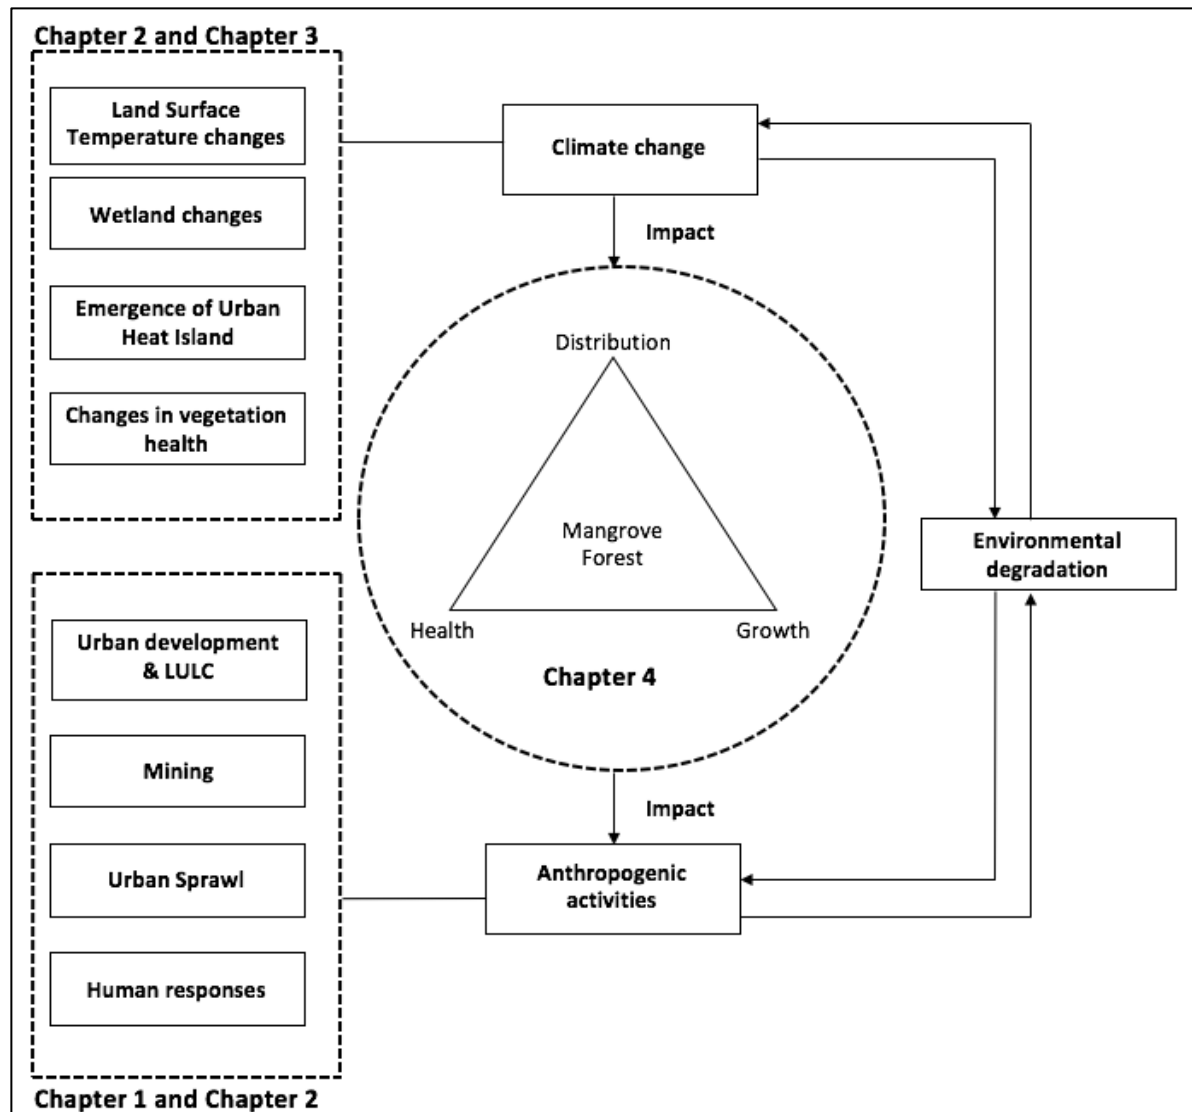 Chapter 2 and Chapter 3
Land Surface
Temperature changes
Wetland changes
Emergence of Urban
Heat Island
Changes in vegetation
health
Climate change
Impact
Distribution
Mangrove
Forest
Health
Growth
Chapter 4
Environmental
degradation
Impact
Anthropogenic
activities
Urban development
& LULC
Mining
Urban Sprawl
Human responses
Chapter 1 and Chapter 2